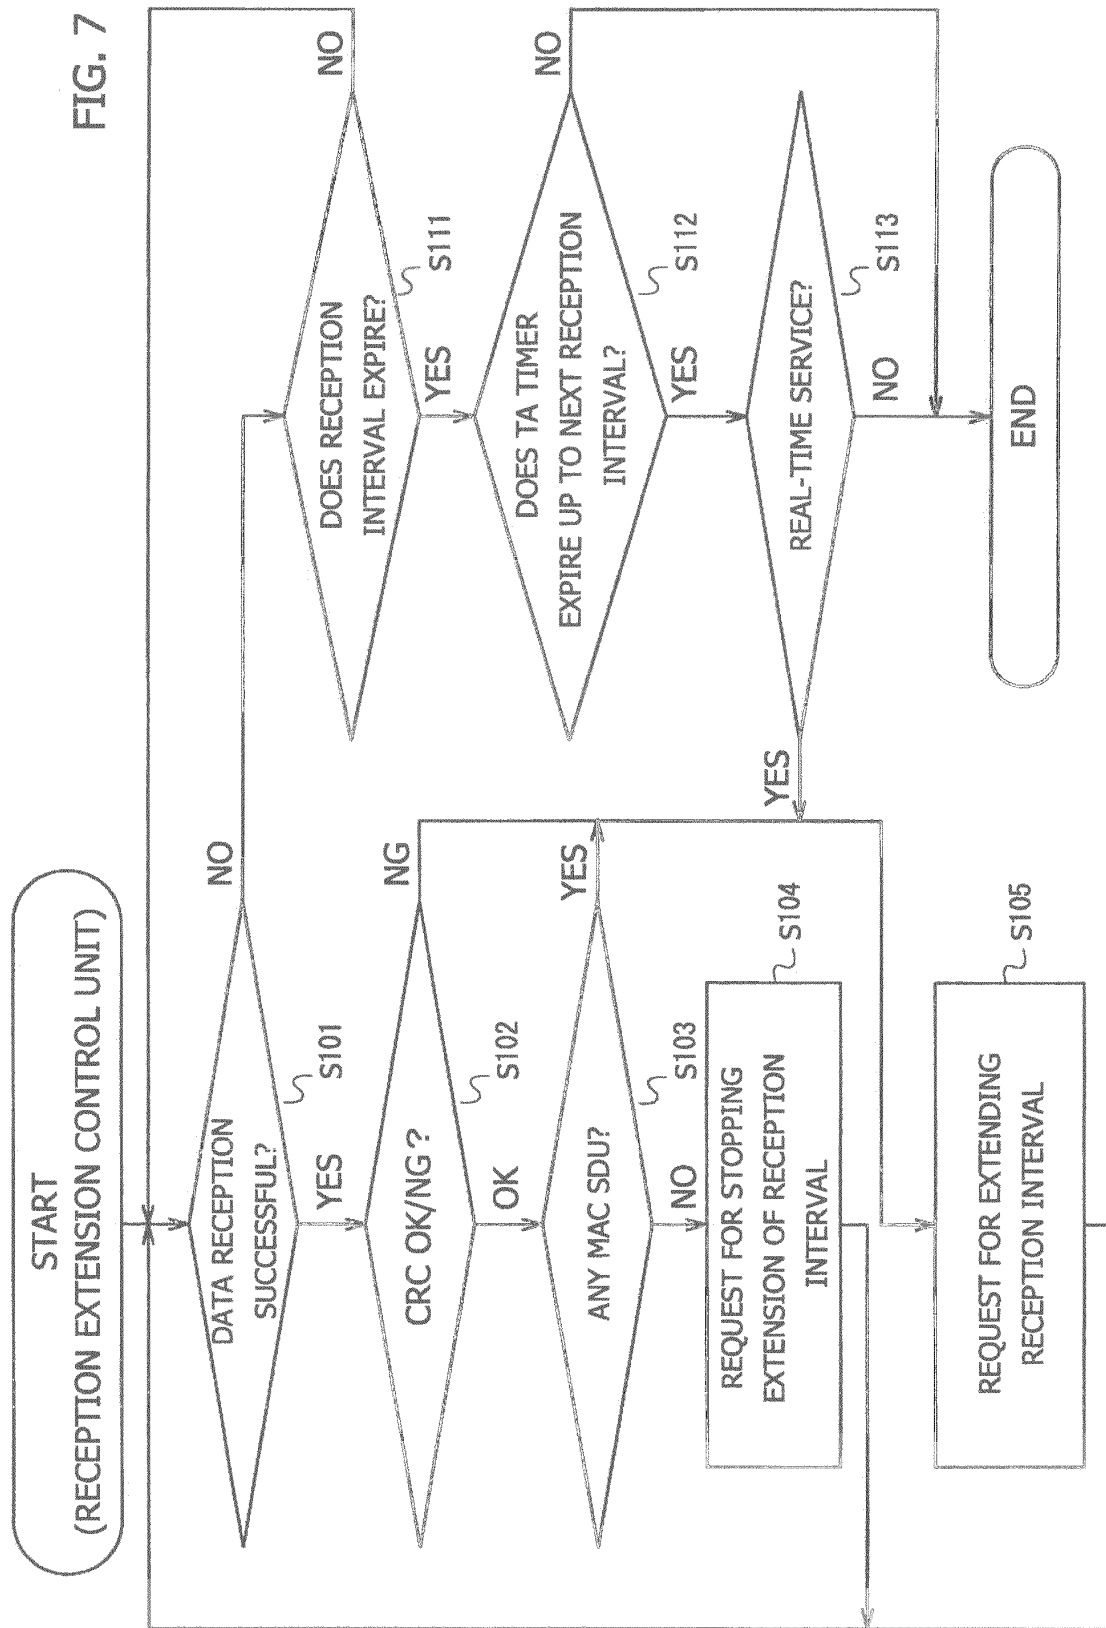 FIG. 7
START
(RECEPTION EXTENSION CONTROL UNIT)
DATA RECEPTION
SUCCESSFUL?
S101
NO
YES
CRC OK/NG?
S102
NG
OK
ANY MAC SDU?
S103
YES
NO
REQUEST FOR STOPPING
EXTENSION OF RECEPTION
INTERVAL
S104
REQUEST FOR EXTENDING
RECEPTION INTERVAL
S105
DOES RECEPTION
INTERVAL EXPIRE?
S111
NO
YES
DOES TA TIMER
EXPIRE UP TO NEXT RECEPTION
INTERVAL?
S112
NO
YES
REAL-TIME SERVICE?
S113
YES
NO
END